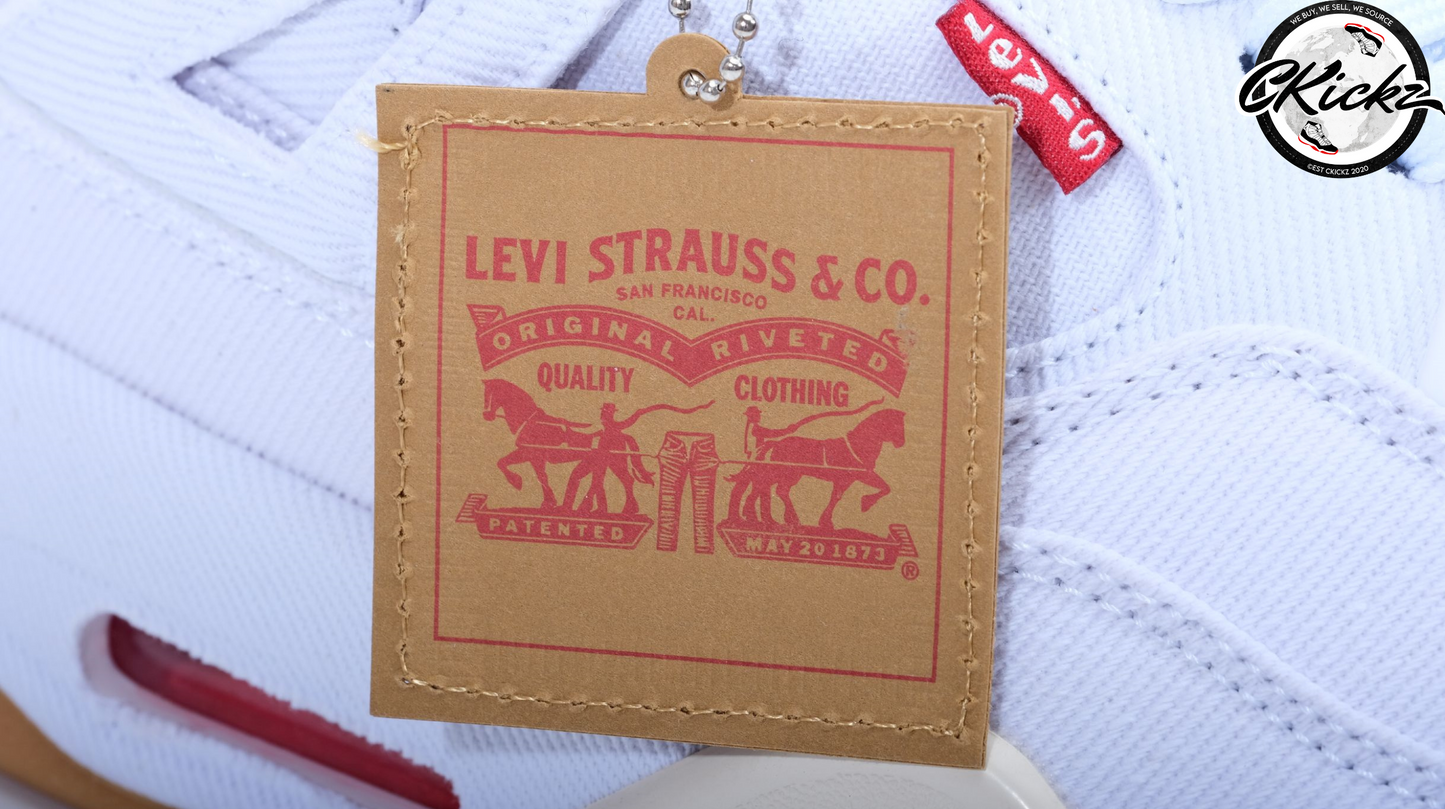 WE BUY, WE SELL, WE SOURCE
CKickz
©EST CKICKZ 2020
Levi's
LEVI STRAUSS & CO.
SAN FRANCISCO
CAL.
ORIGINAL RIVETED
QUALITY CLOTHING
PATENTED MAY 20 1873
®